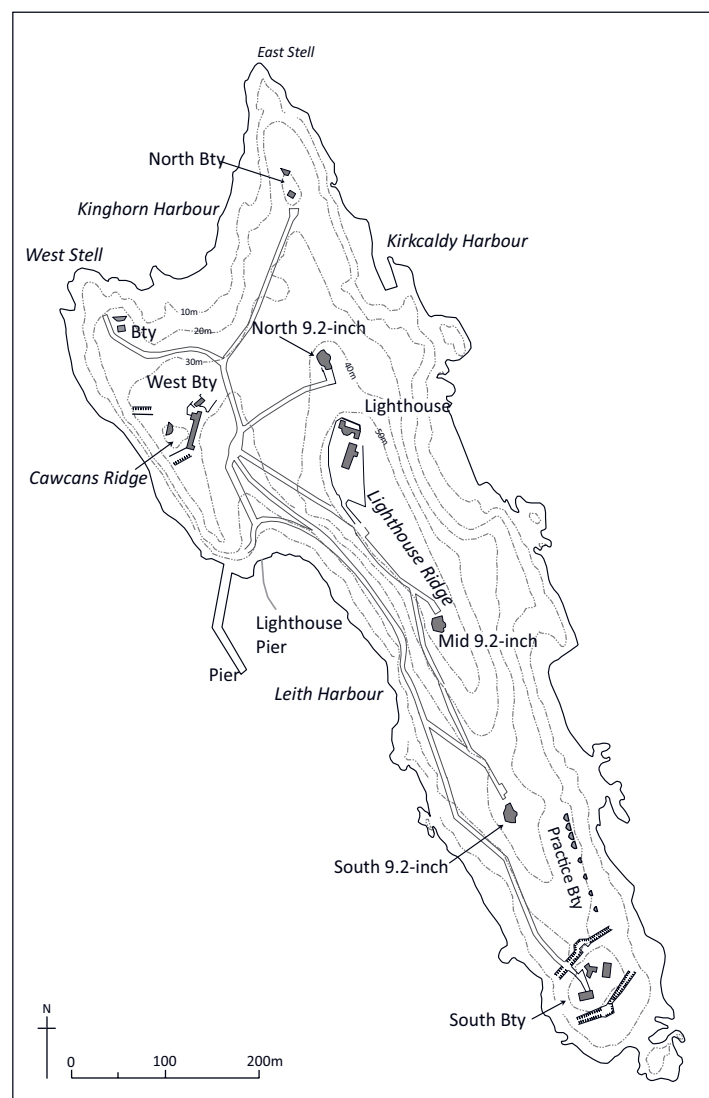 East Stell
North Bty
Kinghorn Harbour
Kirkcaldy Harbour
West Stell
10m
20m
Bty
North 9.2-inch
30m
40m
West Bty
Lighthouse
50m
Cawcans Ridge
Lighthouse Ridge
Lighthouse
Pier
Mid 9.2-inch
Pier
Leith Harbour
South 9.2-inch
Practice Bty
South Bty
N
0 100 200m